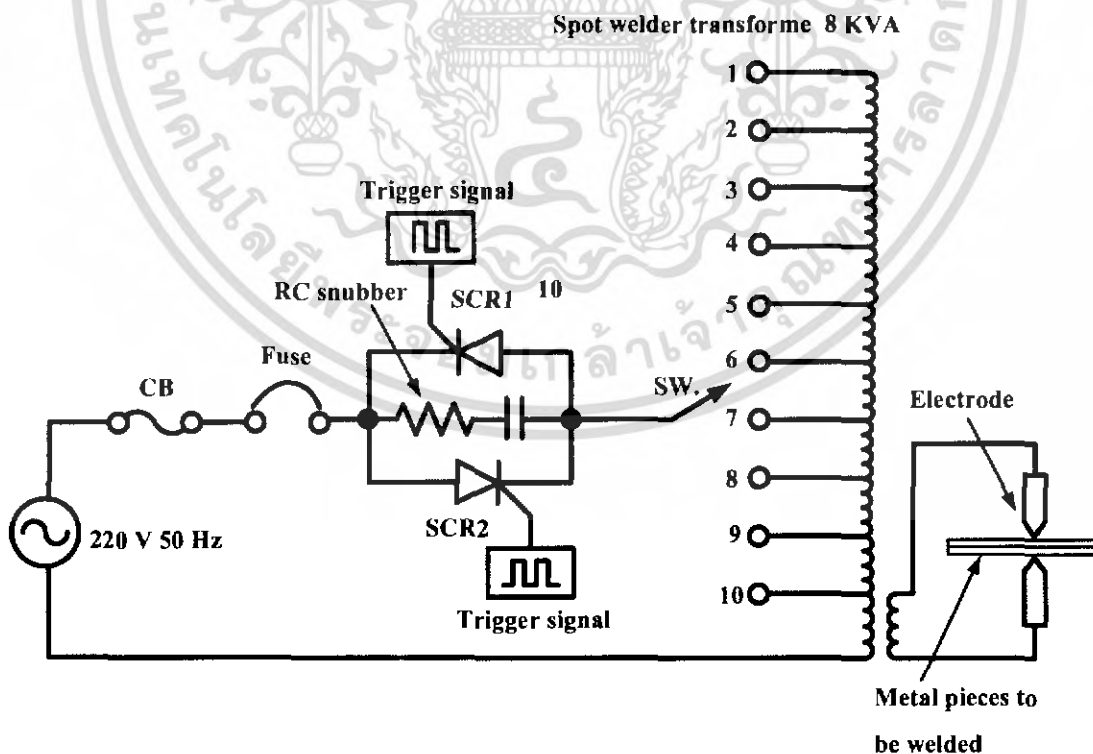 Spot welder transforme 8 KVA
1
2
3
4
5
6
7
8
9
10
Trigger signal
RC snubber
SCR1
10
Fuse
CB
SW.
Electrode
220 V 50 Hz
SCR2
Trigger signal
Metal pieces to
be welded